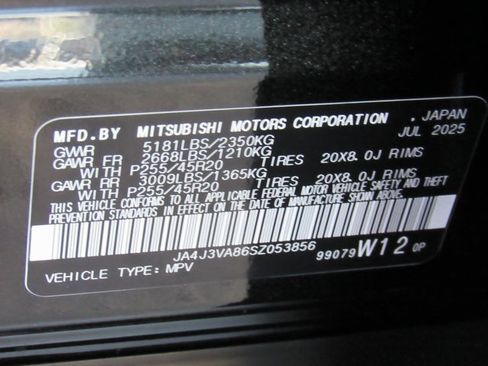 MFD.BY MITSUBISHI MOTORS CORPORATION . JAPAN
GVWR 5181LBS/2350KG JUL 2025
GAWR FR 2668LBS/1210KG
WITH P255/45R20 TIRES 20X8.0J RIMS
GAWR RR 3009LBS/1365KG
WITH P255/45R20 TIRES 20X8.0J RIMS
THIS VEHICLE CONFORMS TO ALL APPLICABLE FEDERAL MOTOR VEHICLE SAFETY AND THEFT
PREVENTION STANDARDS IN EFFECT ON THE DATE OF MANUFACTURE SHOWN ABOVE.
JA4J3VA86SZ053856 99079 W12 0P
VEHICLE TYPE: MPV